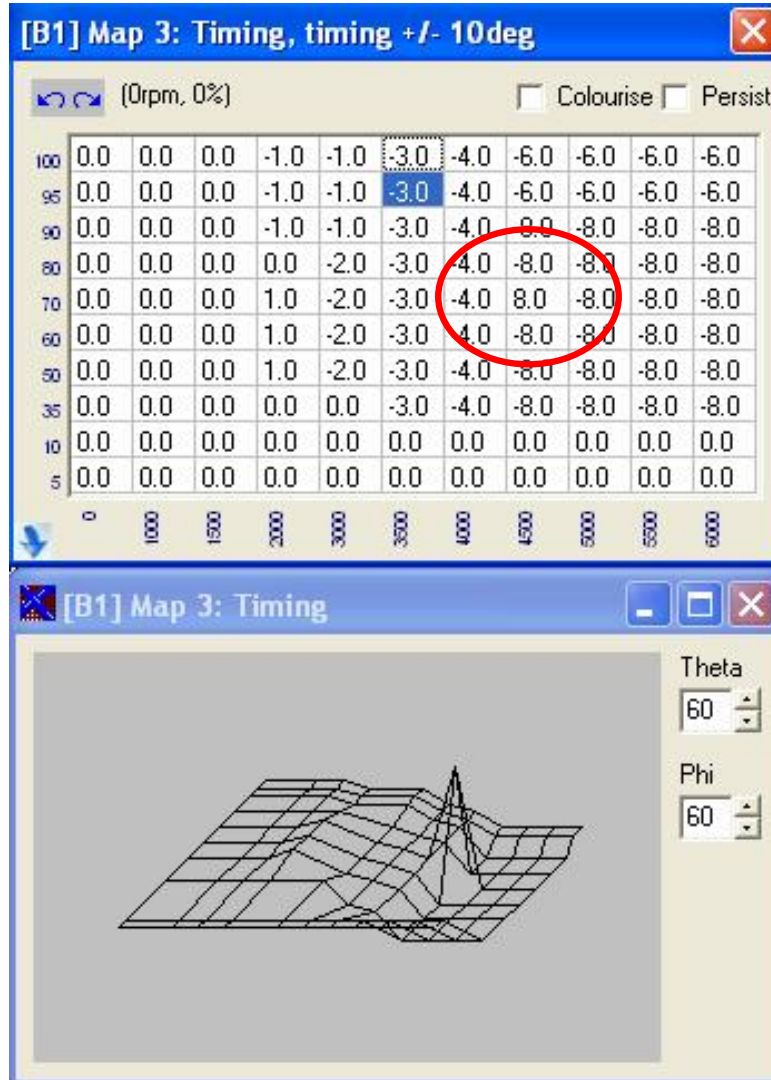 [B1] Map 3: Timing, timing +/- 10deg
(0rpm, 0%) Colourise Persist
100 0.0 0.0 0.0 -1.0 -1.0 -3.0 -4.0 -6.0 -6.0 -6.0 -6.0
95 0.0 0.0 0.0 -1.0 -1.0 -3.0 -4.0 -6.0 -6.0 -6.0 -6.0
90 0.0 0.0 0.0 -1.0 -1.0 -3.0 -4.0 -8.0 -8.0 -8.0 -8.0
80 0.0 0.0 0.0 0.0 -2.0 -3.0 -4.0 -8.0 -8.0 -8.0 -8.0
70 0.0 0.0 0.0 1.0 -2.0 -3.0 -4.0 8.0 -8.0 -8.0 -8.0
60 0.0 0.0 0.0 1.0 -2.0 -3.0 -4.0 -8.0 -8.0 -8.0 -8.0
50 0.0 0.0 0.0 1.0 -2.0 -3.0 -4.0 -8.0 -8.0 -8.0 -8.0
35 0.0 0.0 0.0 0.0 0.0 -3.0 -4.0 -8.0 -8.0 -8.0 -8.0
10 0.0 0.0 0.0 0.0 0.0 0.0 0.0 0.0 0.0 0.0 0.0
5 0.0 0.0 0.0 0.0 0.0 0.0 0.0 0.0 0.0 0.0 0.0
0 1000 1500 2000 3000 3500 4000 4500 5000 5500 6000
[B1] Map 3: Timing
Theta
60
Phi
60